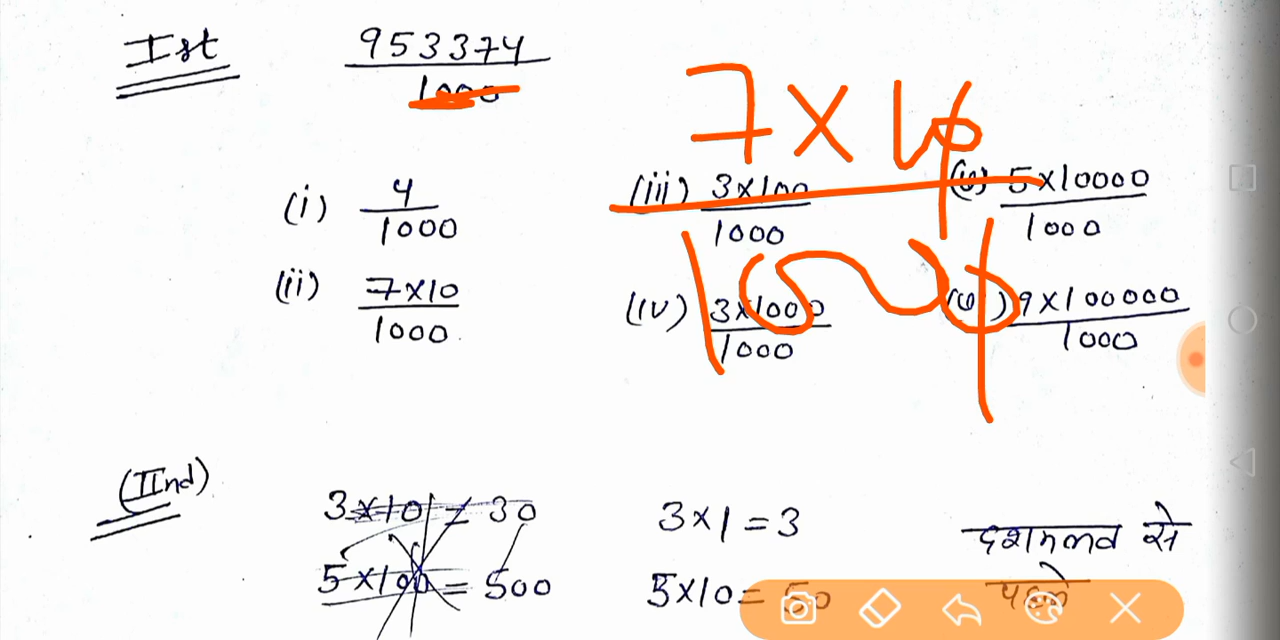 Ist 953374
1000
(i) 4/1000
(ii) 7×10/1000
(iii) 3×100/1000
(iv) 3×1000/1000
(v) 5×10000/1000
(vi) 9×100000/1000
7×10
1000
(IInd)
3×10 = 30
5×100 = 500
3×1 = 3
5×10 = 50
दशमलव से
पहले